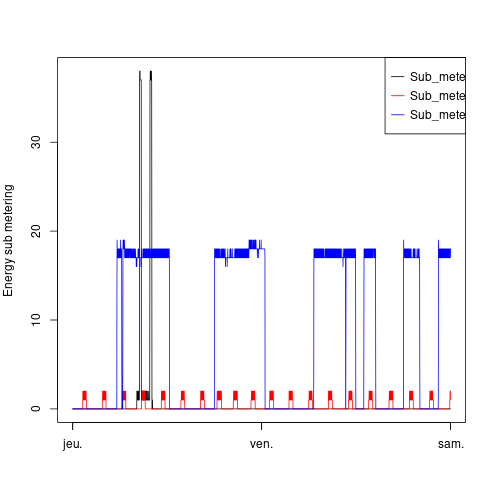 Sub_mete
Sub_mete
Sub_mete
Energy sub metering
30
20
10
0
jeu.
ven.
sam.